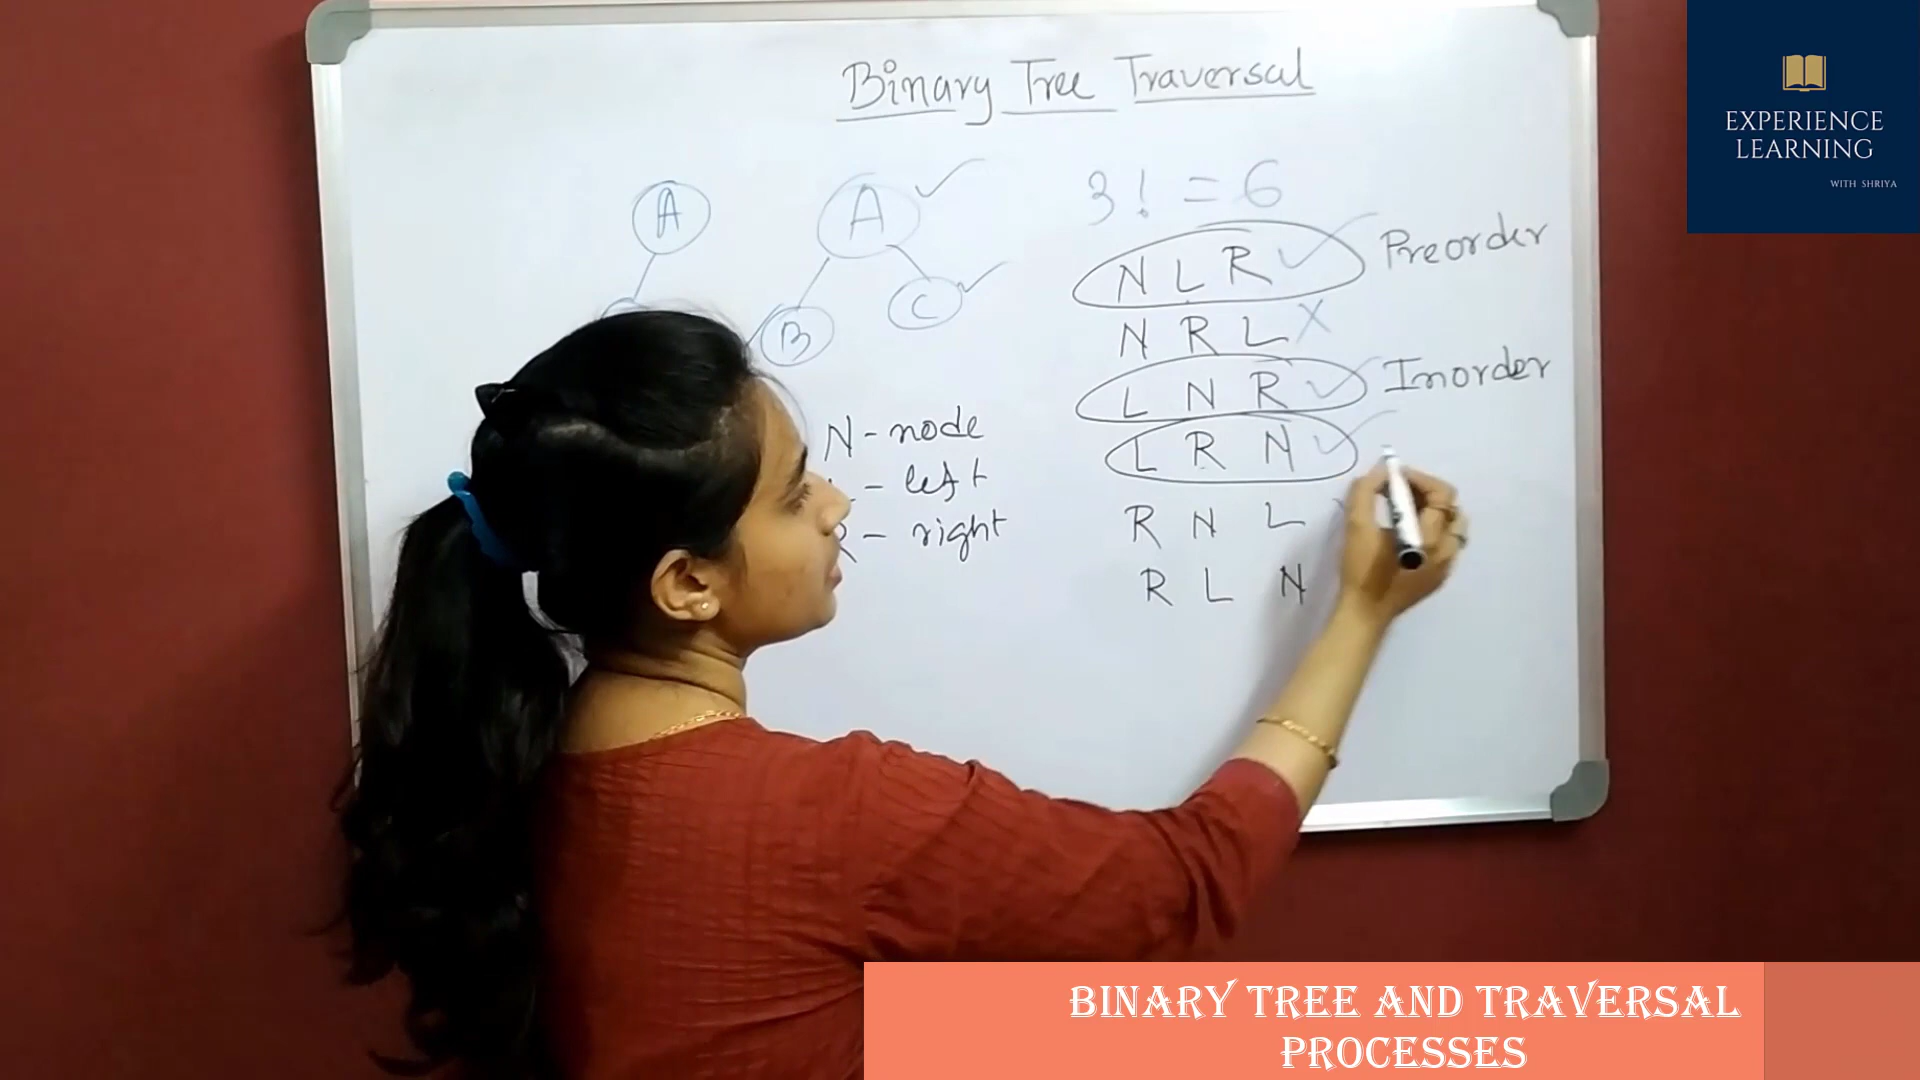 Binary Tree Traversal
EXPERIENCE
LEARNING
WITH SHRIYA
A
A
B
C
3! = 6
N L R Preorder
N R L X
L N R Inorder
L R N
R N L
R L N
N - node
- left
R - right
BINARY TREE AND TRAVERSAL
PROCESSES